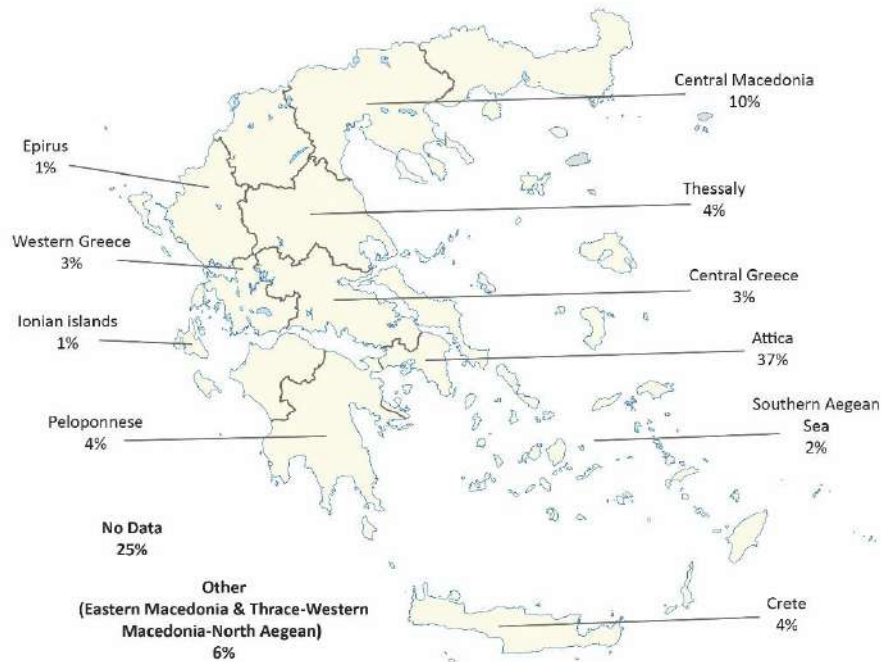 Central Macedonia
10%
Epirus
1%
Thessaly
4%
Western Greece
3%
Central Greece
3%
Ionian islands
1%
Attica
37%
Southern Aegean
Sea
2%
Peloponnese
4%
No Data
25%
Other
(Eastern Macedonia & Thrace-Western
Macedonia-North Aegean)
6%
Crete
4%